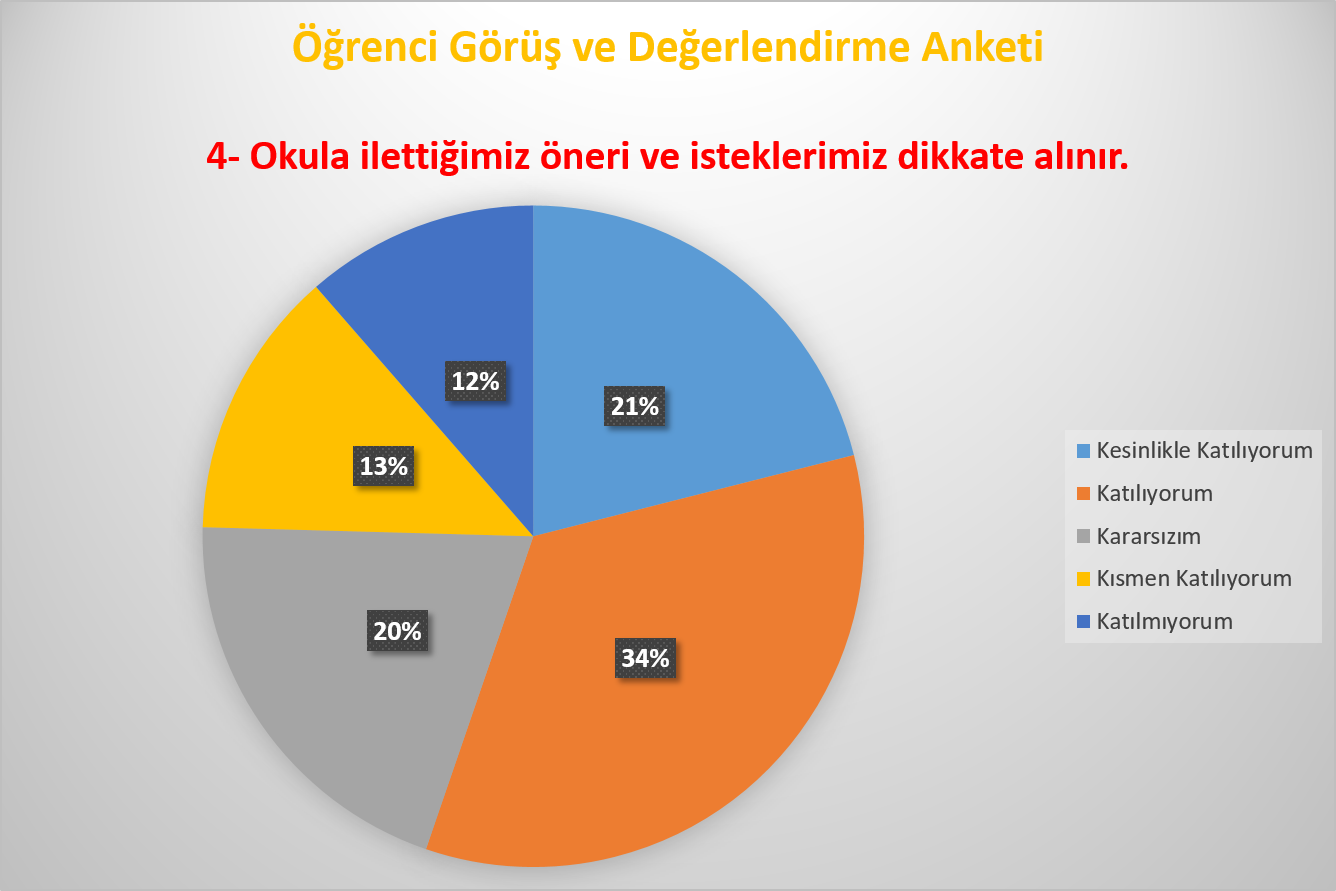 Öğrenci Görüş ve Değerlendirme Anketi
4- Okula ilettiğimiz öneri ve isteklerimiz dikkate alınır.
12%
21%
13%
20%
34%
Kesinlikle Katılıyorum
Katılıyorum
Kararsızım
Kısmen Katılıyorum
Katılmıyorum